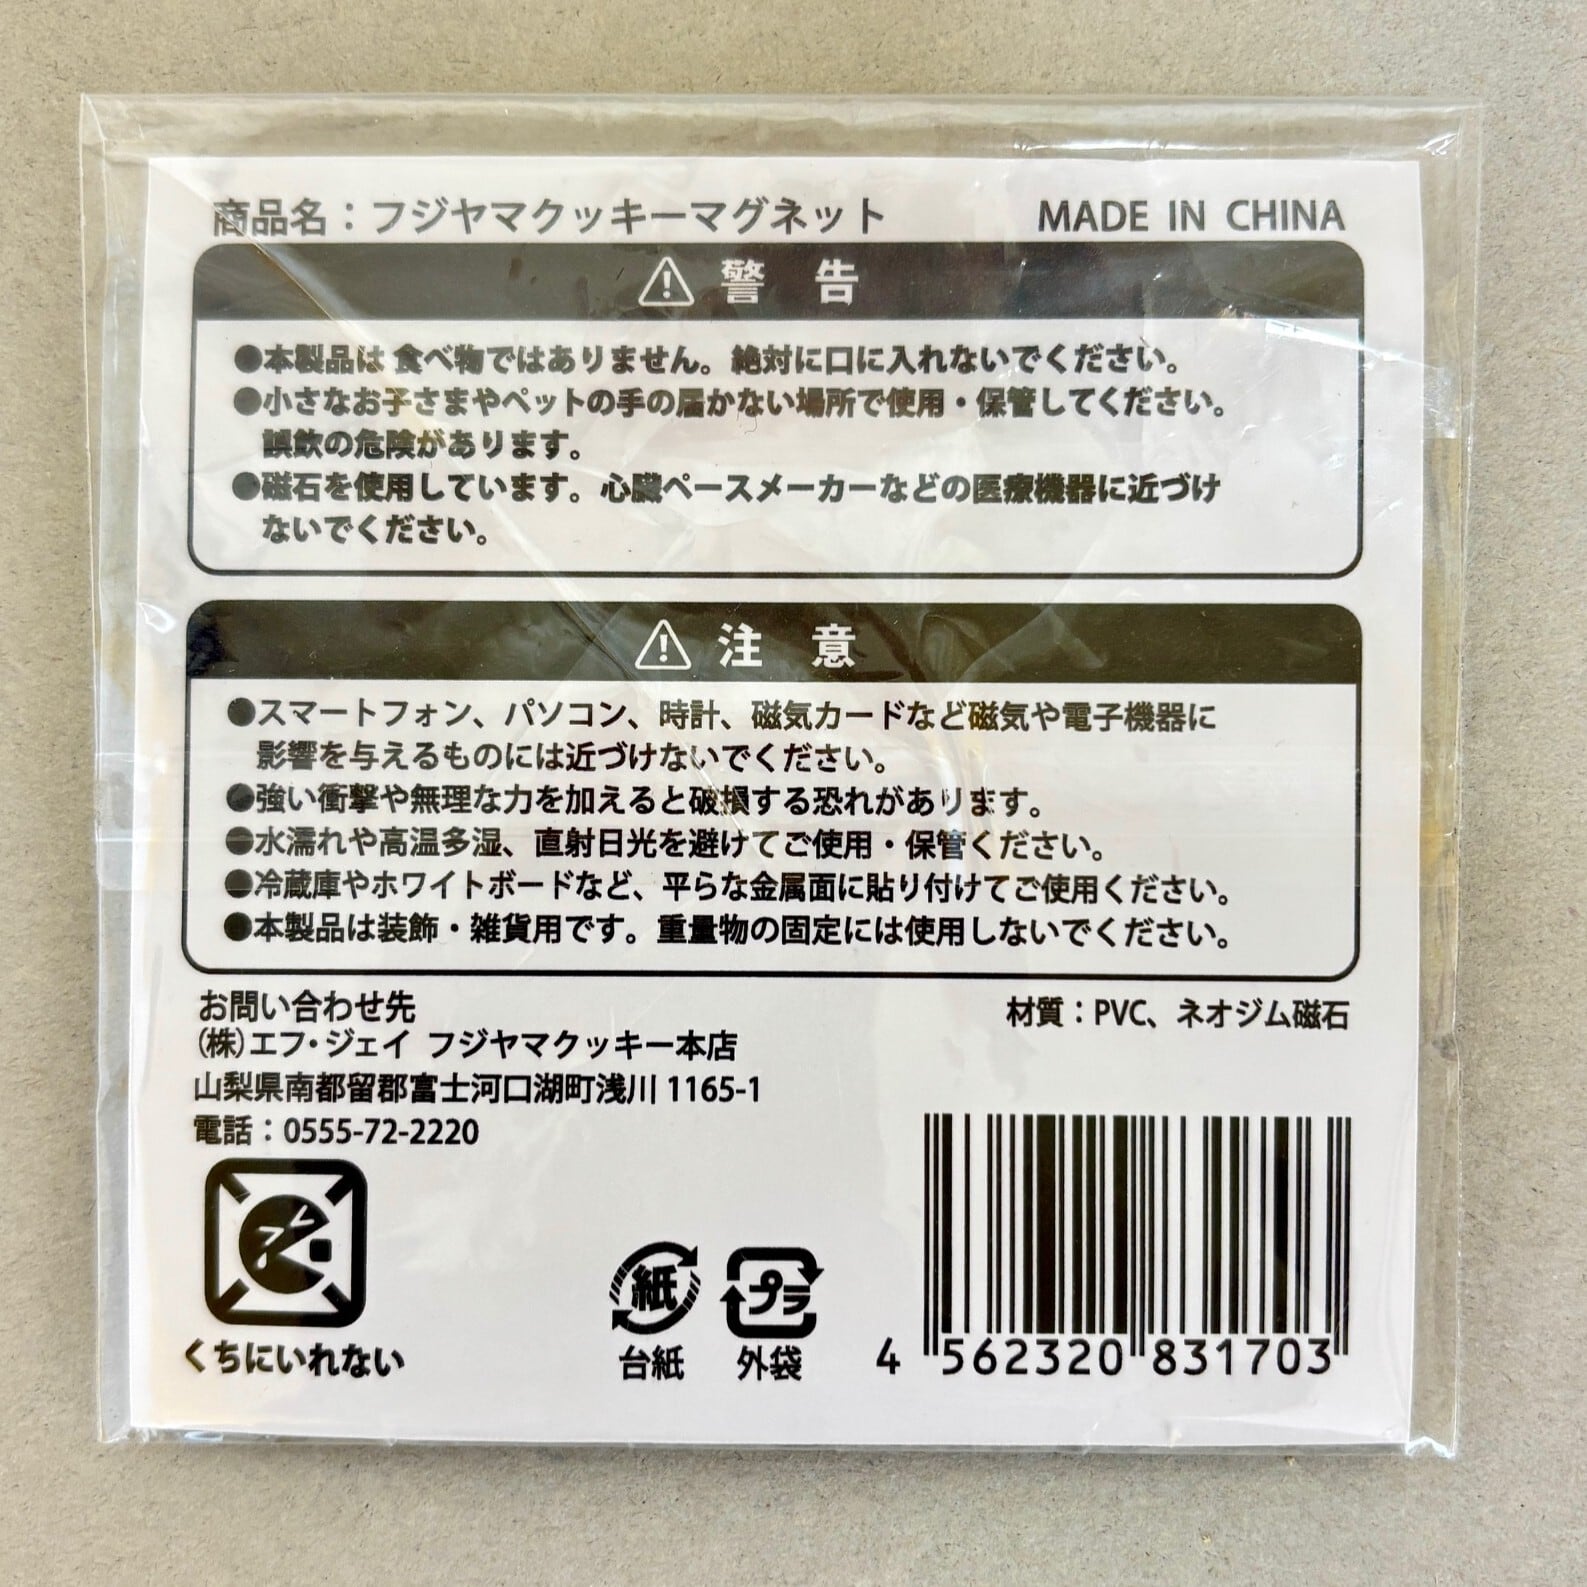 商品名：フジヤマクッキーマグネット
MADE IN CHINA
警 告
●本製品は 食べ物ではありません。絶対に口に入れないでください。
●小さなお子さまやペットの手の届かない場所で使用・保管してください。
誤飲の危険があります。
●磁石を使用しています。心臓ペースメーカーなどの医療機器に近づけ
ないでください。
注 意
●スマートフォン、パソコン、時計、磁気カードなど磁気や電子機器に
影響を与えるものには近づけないでください。
●強い衝撃や無理な力を加えると破損する恐れがあります。
●水濡れや高温多湿、直射日光を避けてご使用・保管ください。
●冷蔵庫やホワイトボードなど、平らな金属面に貼り付けてご使用ください。
●本製品は装飾・雑貨用です。重量物の固定には使用しないでください。
お問い合わせ先
材質：PVC、ネオジム磁石
(株)エフ・ジェイ フジヤマクッキー本店
山梨県南都留郡富士河口湖町浅川 1165-1
電話：0555-72-2220
紙
プラ
くちにいれない
台紙
外袋
4 562320 831703